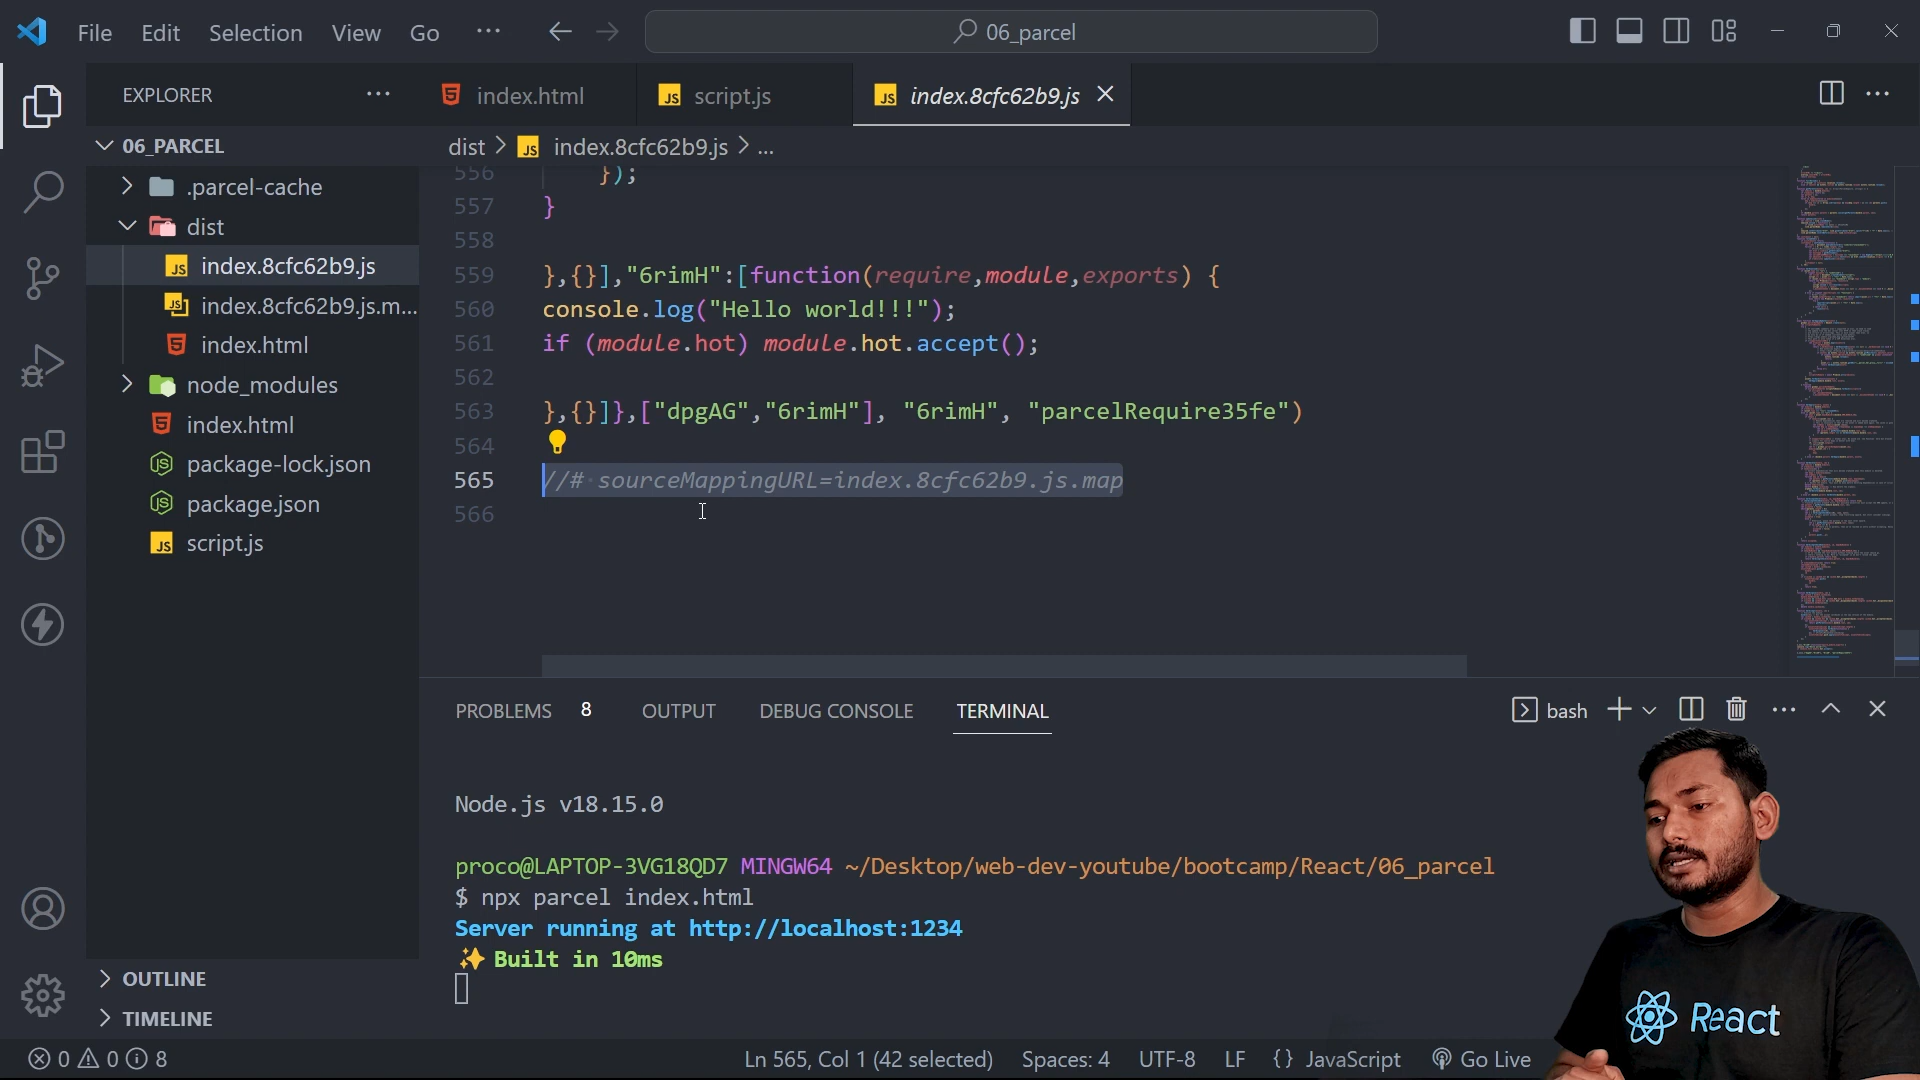 File Edit Selection View Go ...
06_parcel
EXPLORER ...
06_PARCEL
.parcel-cache
dist
index.8cfc62b9.js
index.8cfc62b9.js.m...
index.html
node_modules
index.html
package-lock.json
package.json
script.js
OUTLINE
TIMELINE
index.html
script.js
index.8cfc62b9.js
dist > index.8cfc62b9.js > ...
556 });
557 }
558
559 },{}],"6rimH":[function(require,module,exports) {
560 console.log("Hello world!!!");
561 if (module.hot) module.hot.accept();
562
563 },{}]},["dpgAG","6rimH"], "6rimH", "parcelRequire35fe")
564
565 //# sourceMappingURL=index.8cfc62b9.js.map
566
PROBLEMS 8 OUTPUT DEBUG CONSOLE TERMINAL
bash
Node.js v18.15.0
proco@LAPTOP-3VG18QD7 MINGW64 ~/Desktop/web-dev-youtube/bootcamp/React/06_parcel
$ npx parcel index.html
Server running at http://localhost:1234
✨ Built in 10ms
React
0 0 8
Ln 565, Col 1 (42 selected) Spaces: 4 UTF-8 LF {} JavaScript Go Live